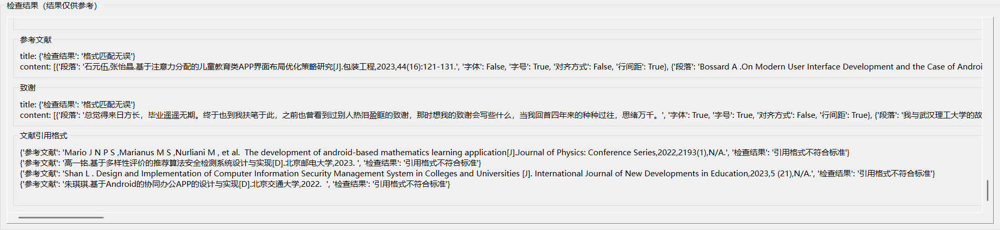 检查结果（结果仅供参考）
参考文献
title: {'检查结果': '格式匹配无误'}
content: [{'段落': '石元伍,张怡晶.基于注意力分配的儿童教育类APP界面布局优化策略研究[J].包装工程,2023,44(16):121-131.', '字体': False, '字号': True, '对齐方式': False, '行间距': True}, {'段落': 'Bossard A .On Modern User Interface Development and the Case of Androi
致谢
title: {'检查结果': '格式匹配无误'}
content: [{'段落': '总觉得来日方长，毕业遥遥无期。终于也到我扶笔于此，之前也曾看到过别人热泪盈眶的致谢，那时想我的致谢会写些什么，当我回首四年来的种种过往，思绪万千。', '字体': True, '字号': True, '对齐方式': False, '行间距': True}, {'段落': '我与武汉理工大学的故
文献引用格式
{'参考文献': 'Mario J N P S ,Marianus M S ,Nurliani M , et al.  The development of android-based mathematics learning application[J].Journal of Physics: Conference Series,2022,2193(1),N/A.', '检查结果': '引用格式不符合标准'}
{'参考文献': '高一铭.基于多样性评价的推荐算法安全检测系统设计与实现[D].北京邮电大学,2023. ', '检查结果': '引用格式不符合标准'}
{'参考文献': 'Shan L . Design and Implementation of Computer Information Security Management System in Colleges and Universities [J]. International Journal of New Developments in Education,2023,5 (21),N/A.', '检查结果': '引用格式不符合标准'}
{'参考文献': '朱琪琪.基于Android的协同办公APP的设计与实现[D].北京交通大学,2022.  ', '检查结果': '引用格式不符合标准'}